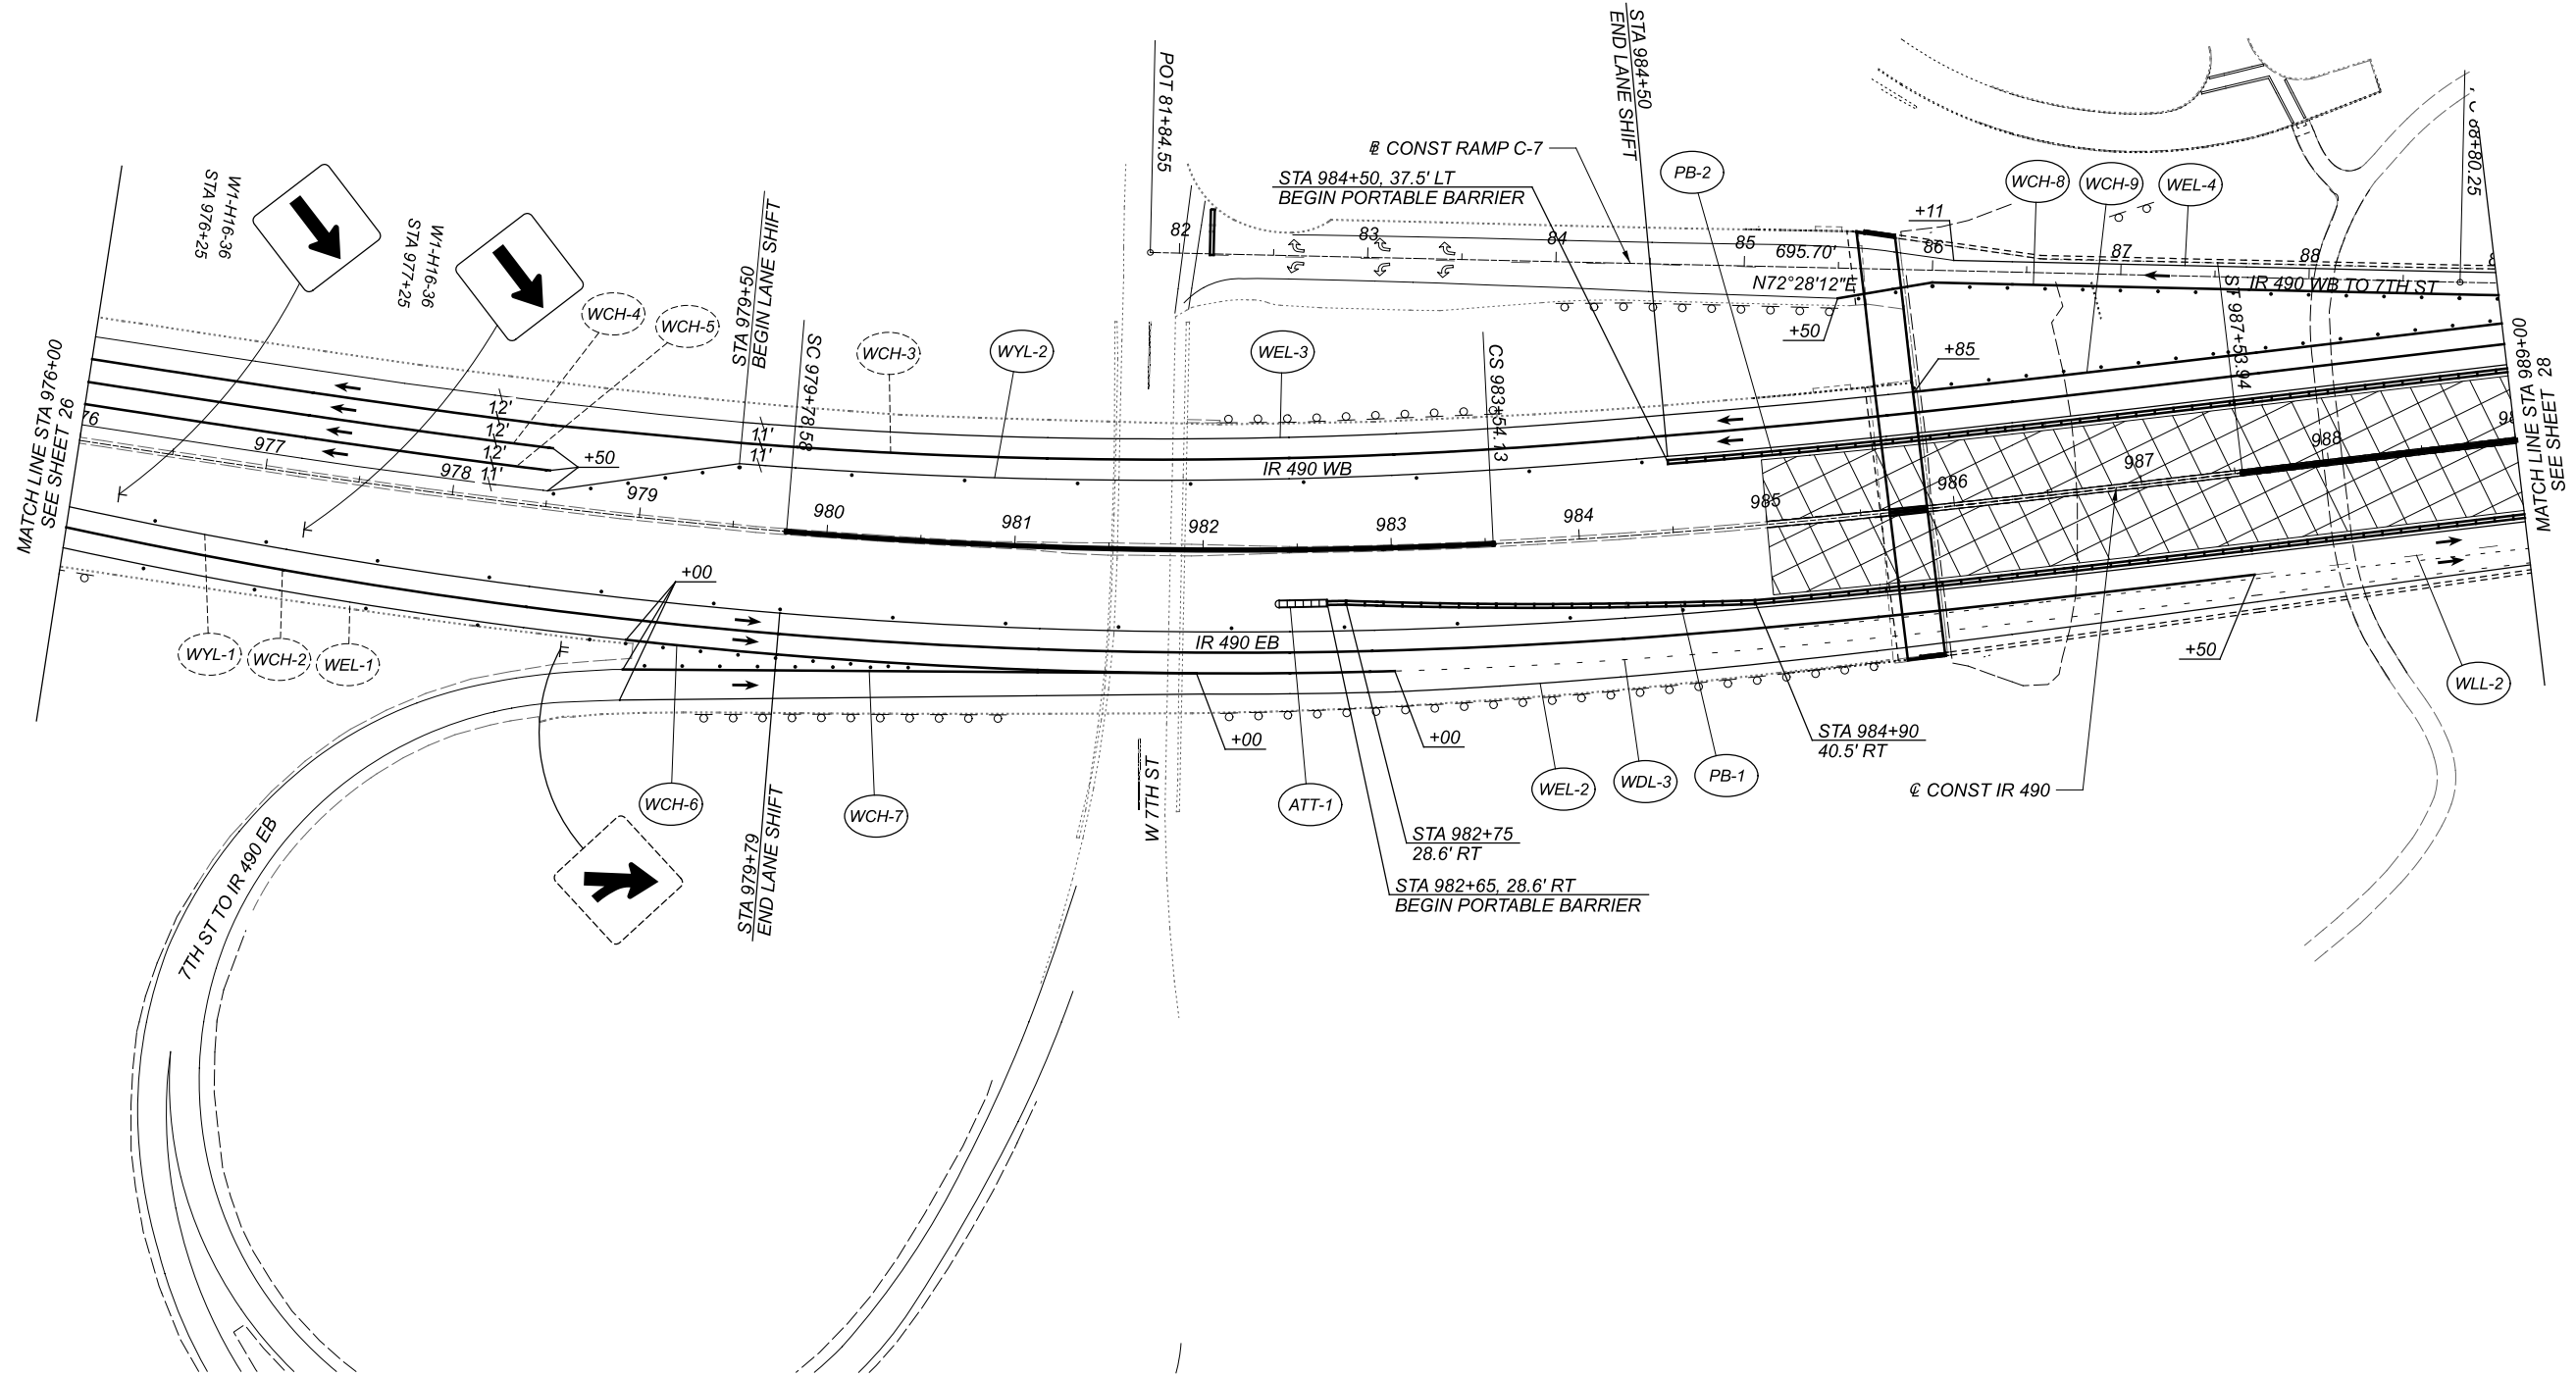 STA 984+50
END LANE SHIFT
POT 81+84.55
88+80.25
℄ CONST RAMP C-7
STA 984+50, 37.5' LT
BEGIN PORTABLE BARRIER
PB-2
WCH-8
WCH-9
WEL-4
+11
82
83
84
85
86
87
88
695.70'
N72°28'12"E
IR 490 WB TO 7TH ST
+50
+85
ST 987+53.94
W1-H16-36
STA 976+25
W1-H16-36
STA 977+25
WCH-4
WCH-5
STA 979+50
BEGIN LANE SHIFT
SC 979+78.58
WCH-3
WYL-2
WEL-3
CS 983+54.13
MATCH LINE STA 976+00
SEE SHEET 26
MATCH LINE STA 989+00
SEE SHEET 28
12'
12'
12'
11'
11'
11'
+50
IR 490 WB
76
977
978
979
980
981
982
983
984
985
986
987
988
+00
IR 490 EB
WYL-1
WCH-2
WEL-1
+50
WLL-2
+00
+00
STA 984+90
40.5' RT
WCH-6
WCH-7
W 7TH ST
ATT-1
WEL-2
WDL-3
PB-1
℄ CONST IR 490
STA 982+75
28.6' RT
STA 982+65, 28.6' RT
BEGIN PORTABLE BARRIER
STA 979+79
END LANE SHIFT
7TH ST TO IR 490 EB